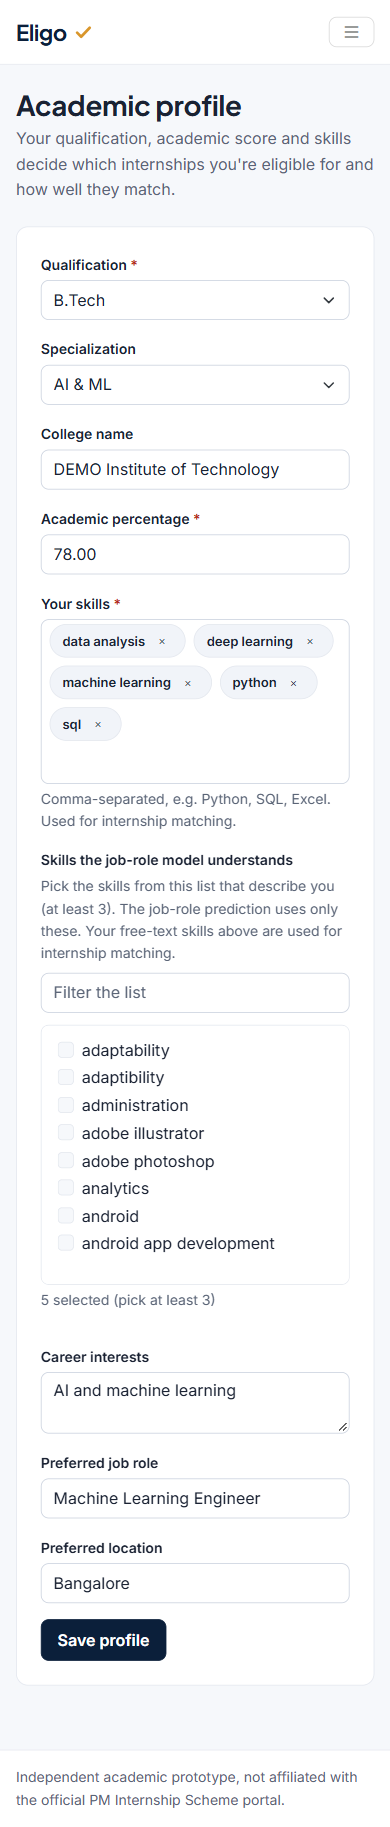 Eligo
Academic profile
Your qualification, academic score and skills
decide which internships you're eligible for and
how well they match.
Qualification *
B.Tech
Specialization
AI & ML
College name
DEMO Institute of Technology
Academic percentage *
78.00
Your skills *
data analysis × deep learning ×
machine learning × python ×
sql ×
Comma-separated, e.g. Python, SQL, Excel.
Used for internship matching.
Skills the job-role model understands
Pick the skills from this list that describe you
(at least 3). The job-role prediction uses only
these. Your free-text skills above are used for
internship matching.
Filter the list
adaptability
adaptibility
administration
adobe illustrator
adobe photoshop
analytics
android
android app development
5 selected (pick at least 3)
Career interests
AI and machine learning
Preferred job role
Machine Learning Engineer
Preferred location
Bangalore
Save profile
Independent academic prototype, not affiliated with
the official PM Internship Scheme portal.